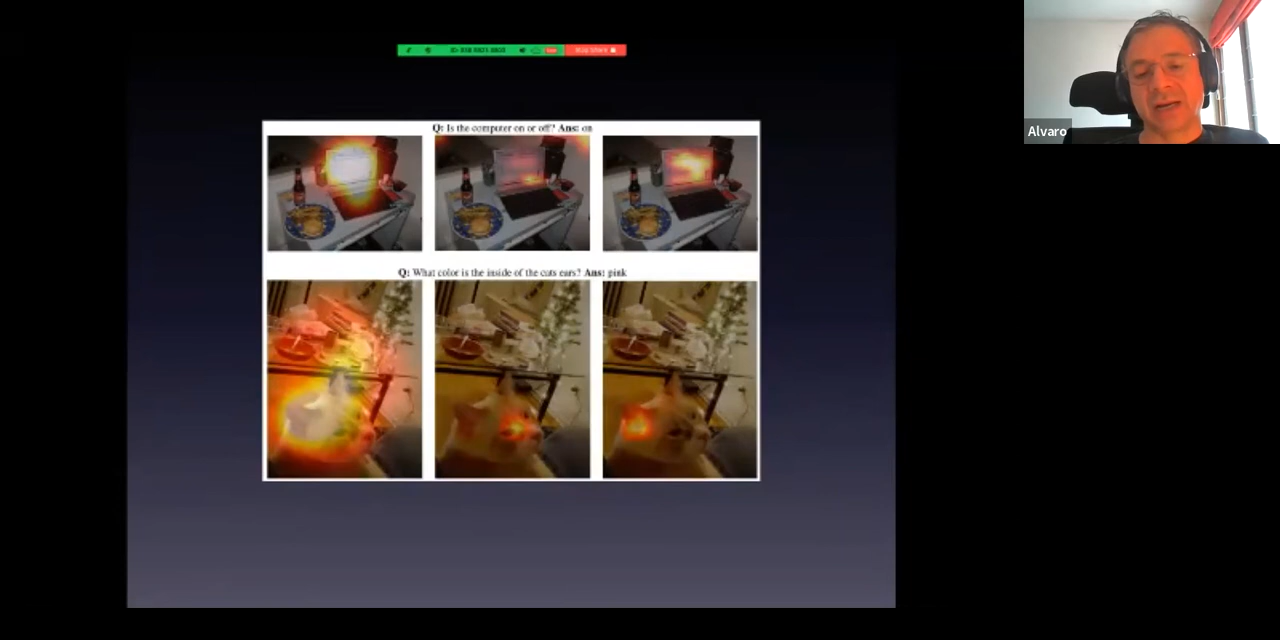 Q: Is the computer on or off? Ans: on
Q: What color is the inside of the cats ears? Ans: pink
Alvaro